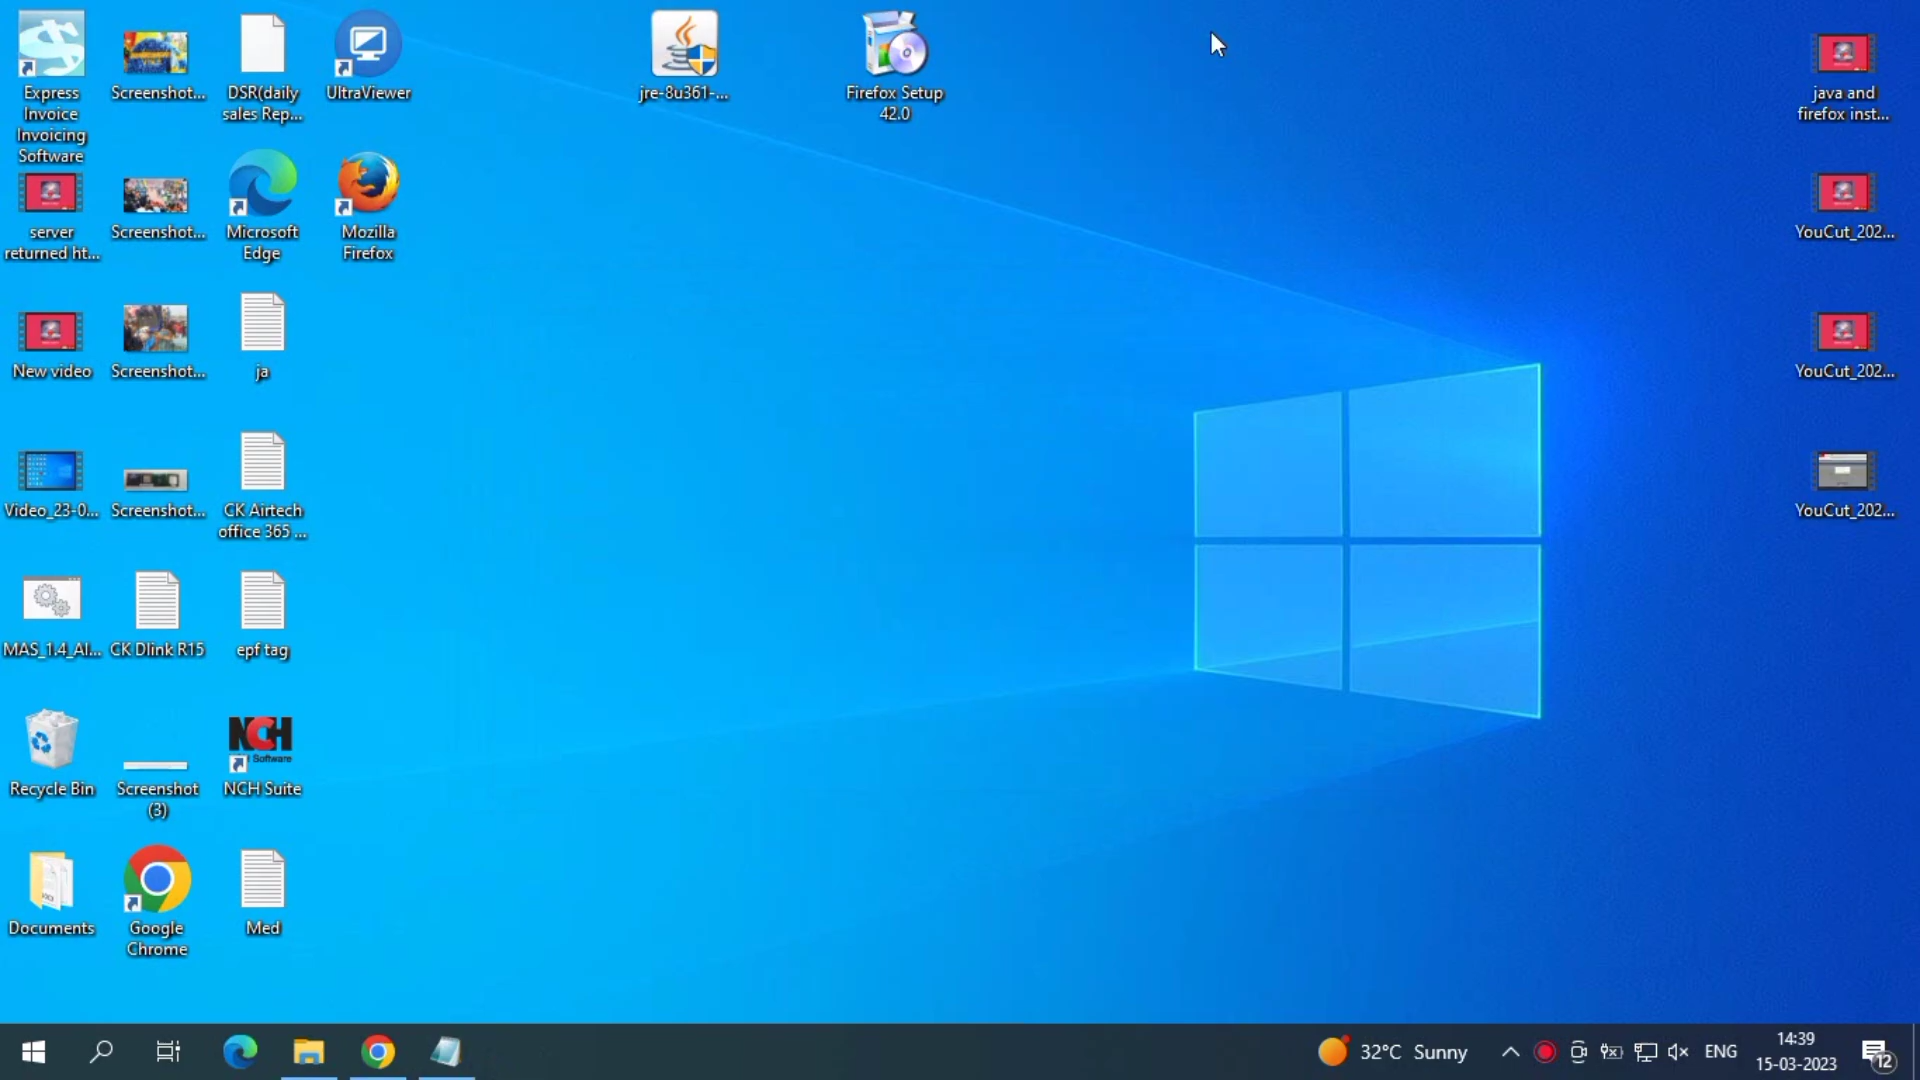 Express
Invoice
Invoicing
Software
Screenshot...
DSR(daily
sales Rep...
UltraViewer
jre-8u361-...
Firefox Setup
42.0
java and
firefox inst...
server
returned ht...
Screenshot...
Microsoft
Edge
Mozilla
Firefox
YouCut_202...
New video
Screenshot...
ja
YouCut_202...
Video_23-0...
Screenshot...
CK Airtech
office 365 ...
YouCut_202...
MAS_1.4_AI...
CK Dlink R15
epf tag
Recycle Bin
Screenshot
(3)
NCH
Software
NCH Suite
Documents
Google
Chrome
Med
32°C Sunny
ENG
14:39
15-03-2023
12